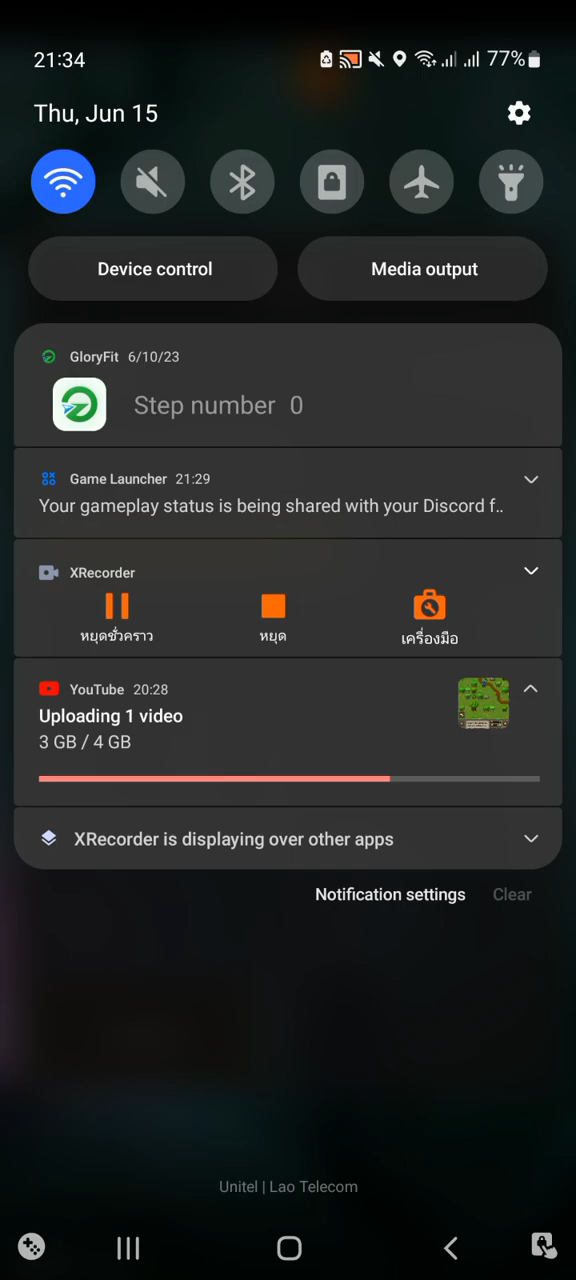 21:34 77%
Thu, Jun 15
Device control Media output
GloryFit 6/10/23
Step number 0
Game Launcher 21:29
Your gameplay status is being shared with your Discord f..
XRecorder
หยุดชั่วคราว หยุด เครื่องมือ
YouTube 20:28
Uploading 1 video
3 GB / 4 GB
XRecorder is displaying over other apps
Notification settings Clear
Unitel | Lao Telecom